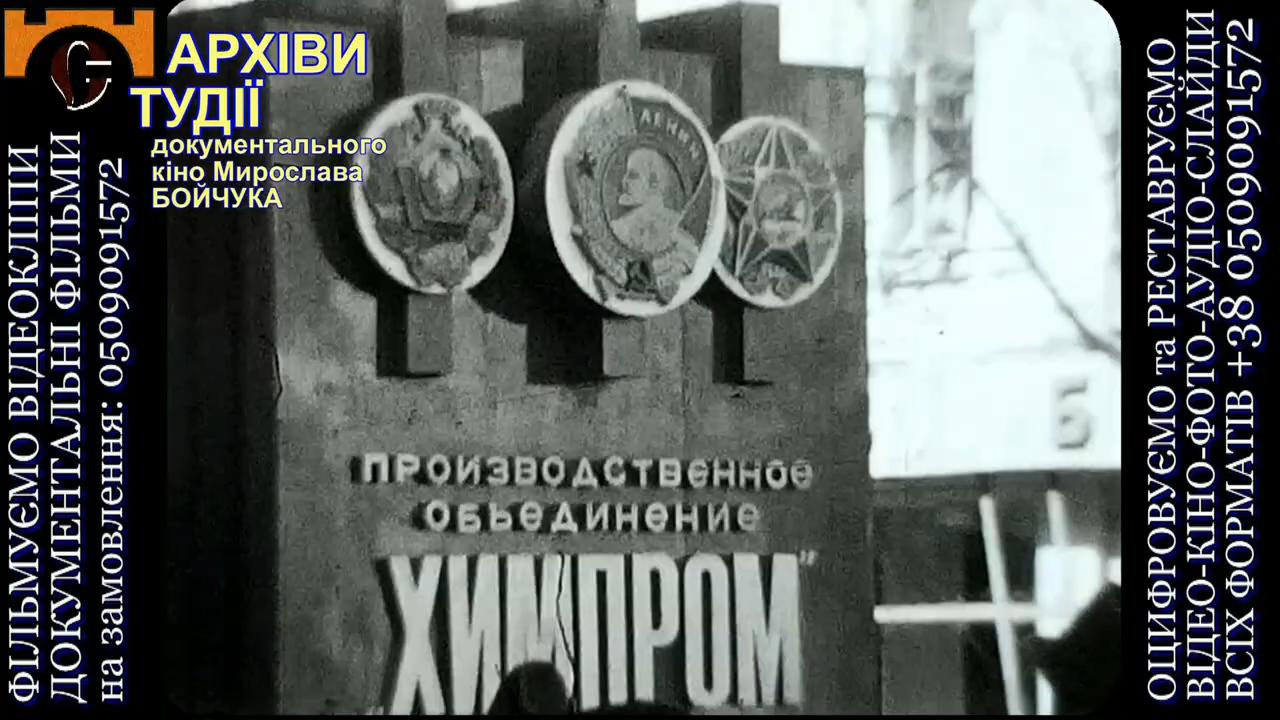 АРХІВИ
ТУДІЇ
документального
кіно Мирослава
БОЙЧУКА
ФІЛЬМУЄМО ВІДЕОКЛІПИ
ДОКУМЕНТАЛЬНІ ФІЛЬМИ
на замовлення: 0509091572
ЛЕНИН
ПРОИЗВОДСТВЕННОЕ
ОБЪЕДИНЕНИЕ
ХИМПРОМ"
Б
ОЦИФРОВУЄМО та РЕСТАВРУЄМО
ВІДЕО-КІНО-ФОТО-АУДІО-СЛАЙДИ
ВСІХ ФОРМАТІВ +38 0509091572